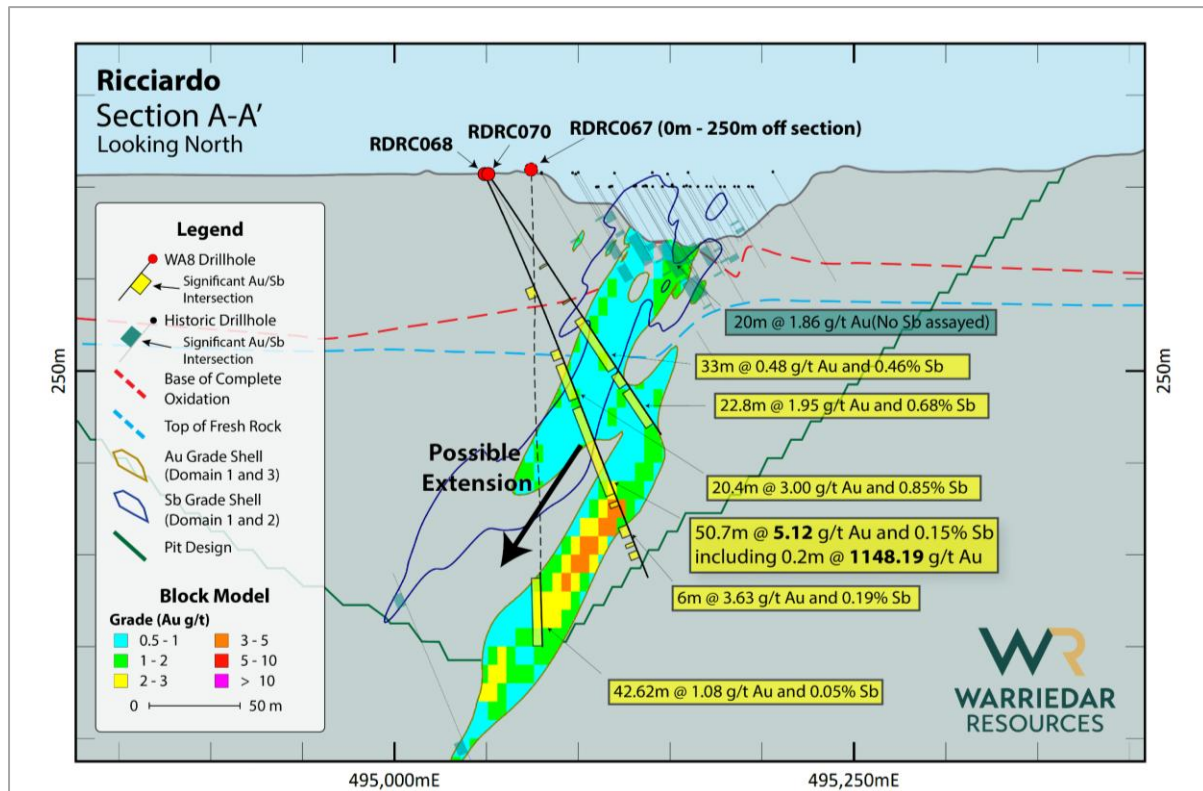 Ricciardo
Section A-A'
Looking North
RDRC068
RDRC070
RDRC067 (0m - 250m off section)
Legend
WA8 Drillhole
Significant Au/Sb
Intersection
Historic Drillhole
Significant Au/Sb
Intersection
Base of Complete
Oxidation
Top of Fresh Rock
Au Grade Shell
(Domain 1 and 3)
Sb Grade Shell
(Domain 1 and 2)
Pit Design
Block Model
Grade (Au g/t)
0.5 - 1
3 - 5
1 - 2
5 - 10
2 - 3
> 10
0
50 m
250m
250m
20m @ 1.86 g/t Au(No Sb assayed)
33m @ 0.48 g/t Au and 0.46% Sb
22.8m @ 1.95 g/t Au and 0.68% Sb
Possible
Extension
20.4m @ 3.00 g/t Au and 0.85% Sb
50.7m @ 5.12 g/t Au and 0.15% Sb
including 0.2m @ 1148.19 g/t Au
6m @ 3.63 g/t Au and 0.19% Sb
42.62m @ 1.08 g/t Au and 0.05% Sb
WR
WARRIEDAR
RESOURCES
495,000mE
495,250mE